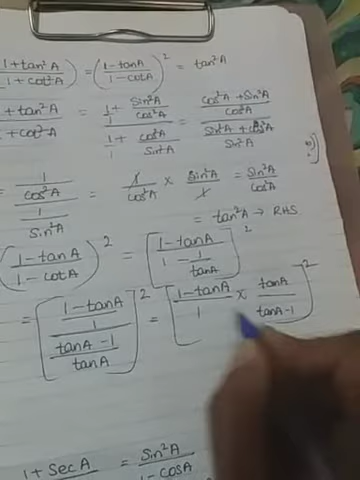 (1+tan²A / 1+cot²A) = (1-tanA / 1-cotA)² = tan²A
1+tan²A / 1+cot²A = (1/1 + sin²A/cos²A) / (1/1 + cos²A/sin²A) = ((cos²A+sin²A)/cos²A) / ((sin²A+cos²A)/sin²A)
= (1/cos²A) / (1/sin²A) = 1/cos²A × sin²A/1 = sin²A/cos²A
= tan²A → RHS
(1-tanA / 1-cotA)² = [(1-tanA) / (1 - 1/tanA)]²
= [((1-tanA)/1) / ((tanA-1)/tanA)]² = [(1-tanA)/1 × tanA/(tanA-1)]²
1+secA = sin²A / 1-cosA